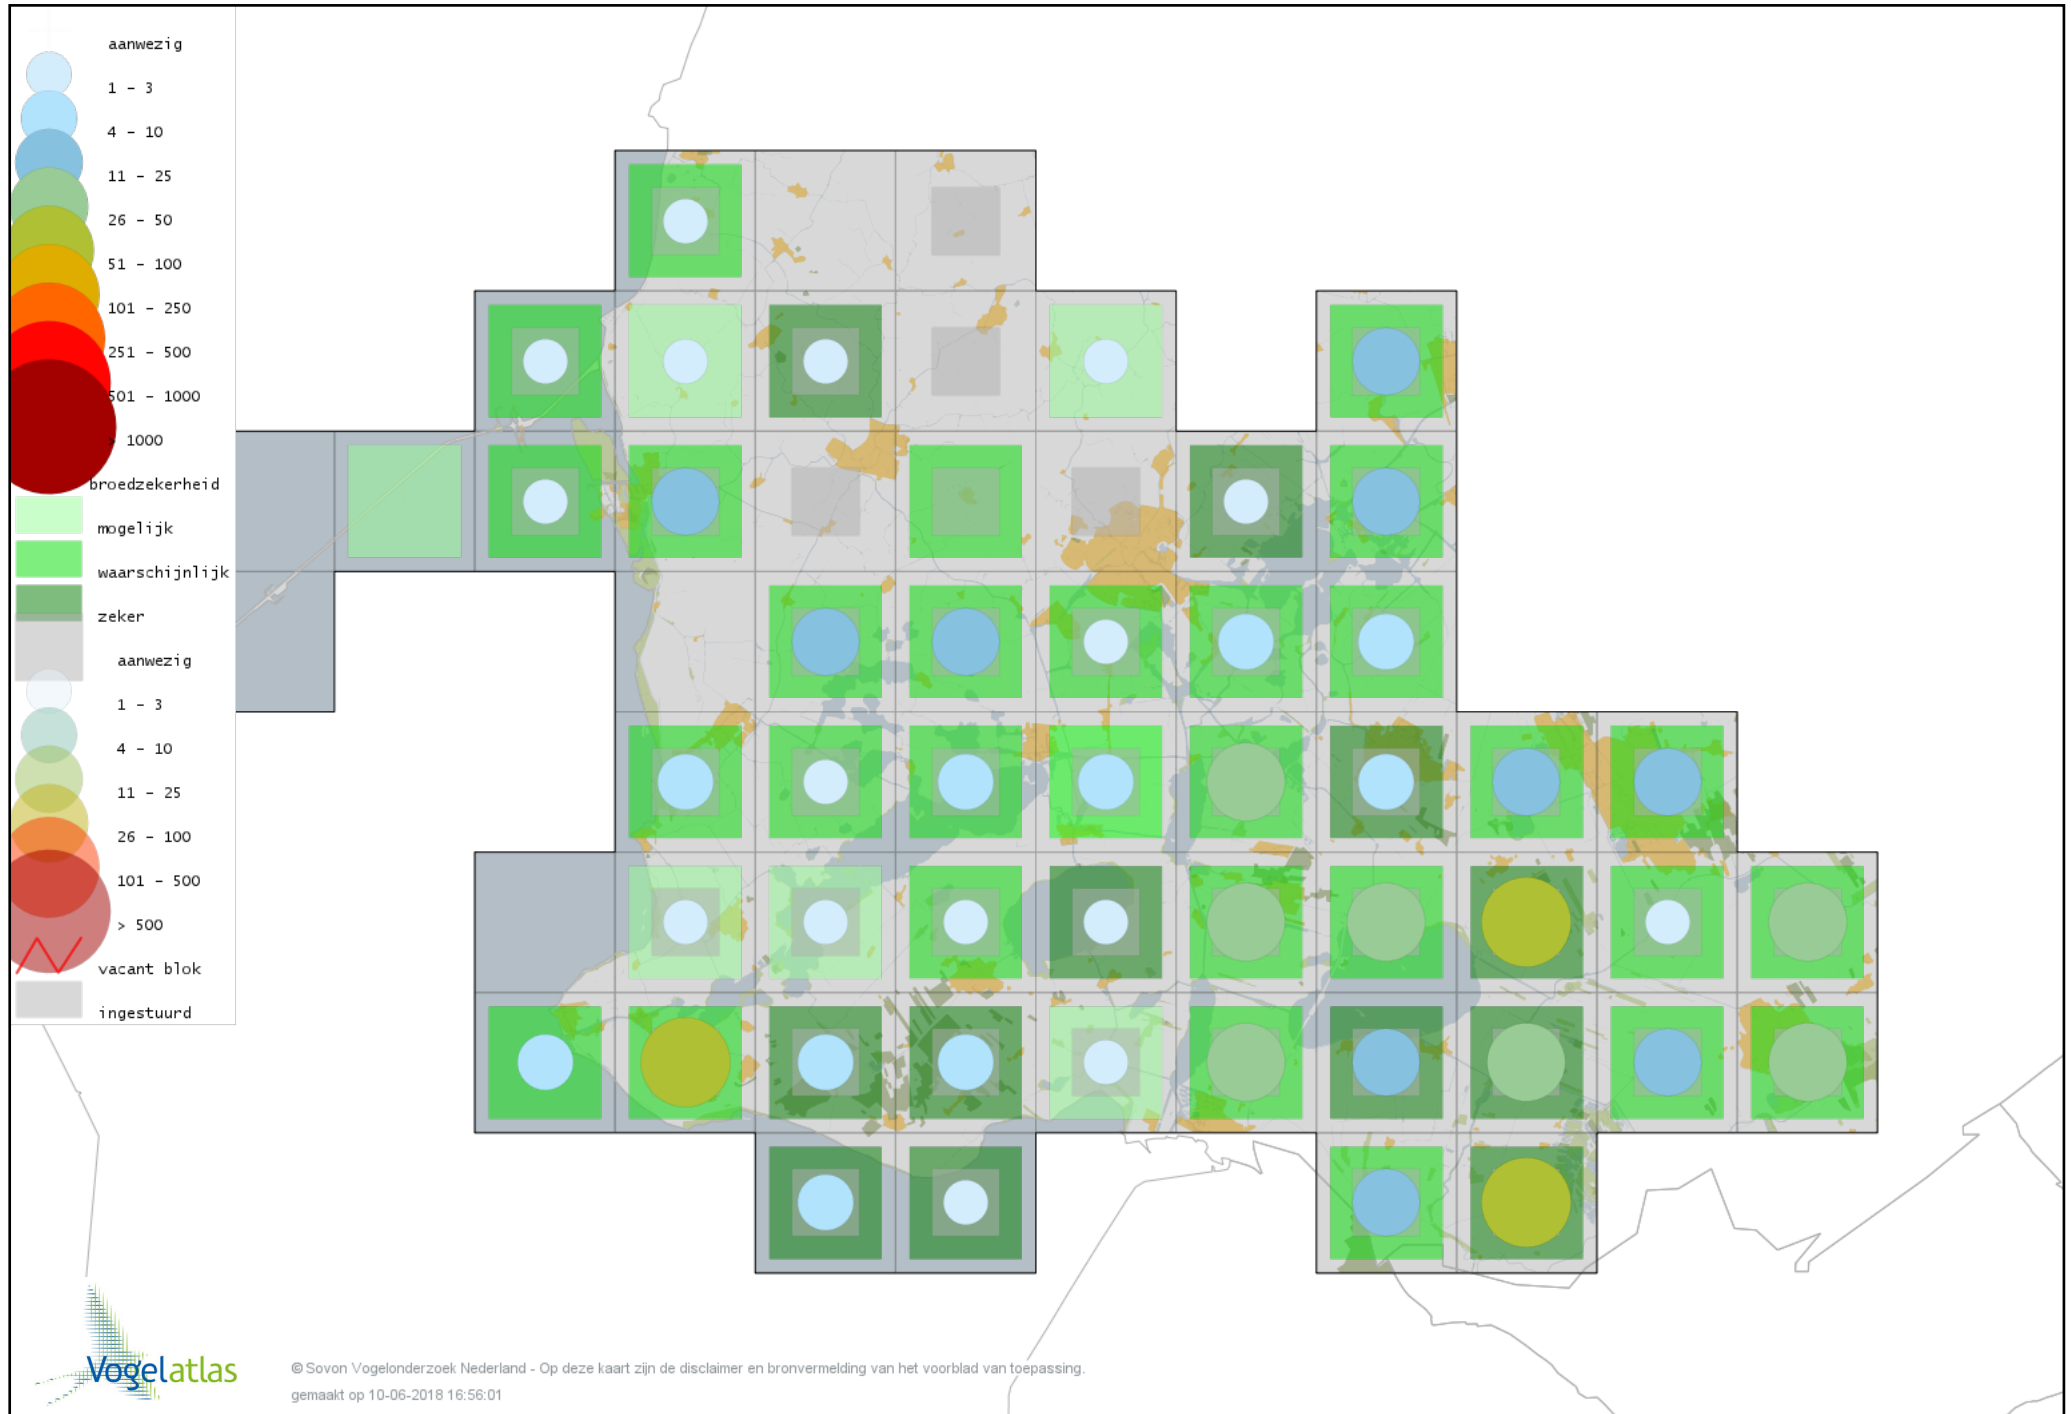 aanwezig
1 - 3
4 - 10
11 - 25
26 - 50
51 - 100
101 - 250
251 - 500
501 - 1000
> 1000
broedzekerheid
mogelijk
waarschijnlijk
zeker
aanwezig
1 - 3
4 - 10
11 - 25
26 - 100
101 - 500
> 500
vacant blok
ingestuurd
Vogelatlas
© Sovon Vogelonderzoek Nederland - Op deze kaart zijn de disclaimer en bronvermelding van het voorblad van toepassing.
gemaakt op 10-06-2018 16:56:01